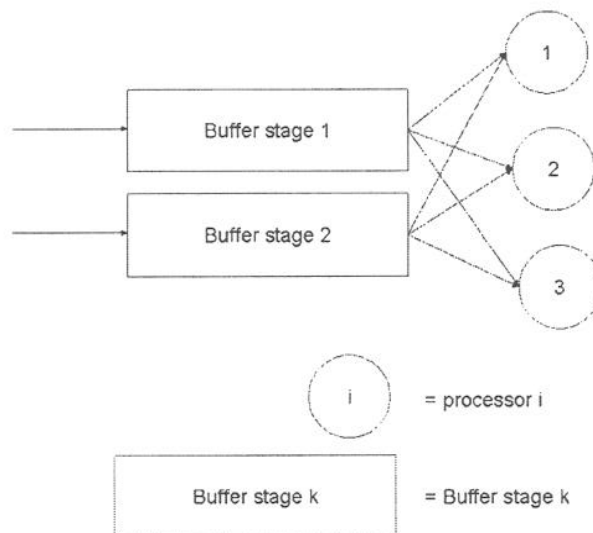 1
Buffer stage 1
2
Buffer stage 2
3
i = processor i
Buffer stage k = Buffer stage k